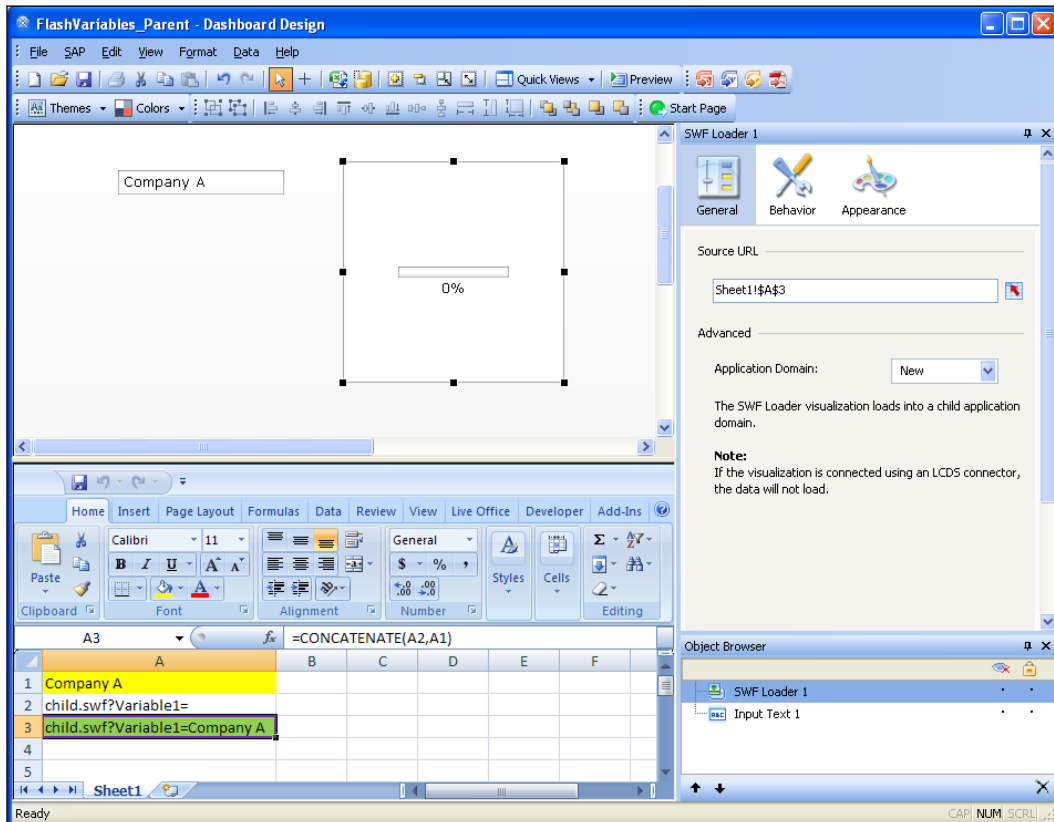 FlashVariables_Parent - Dashboard Design
File SAP Edit View Format Data Help
Quick Views Preview
Themes Colors Start Page
Company A
0%
SWF Loader 1
General Behavior Appearance
Source URL
Sheet1!$A$3
Advanced
Application Domain: New
The SWF Loader visualization loads into a child application
domain.
Note:
If the visualization is connected using an LCDS connector,
the data will not load.
Home Insert Page Layout Formulas Data Review View Live Office Developer Add-Ins
Calibri 11 General
Paste B I U A A $ % , Styles Cells
Clipboard Font Alignment Number Editing
A3 fx =CONCATENATE(A2,A1)
A B C D E F
1 Company A
2 child.swf?Variable1=
3 child.swf?Variable1=Company A
4
5
Sheet1
Object Browser
SWF Loader 1
Input Text 1
Ready
CAP NUM SCRL